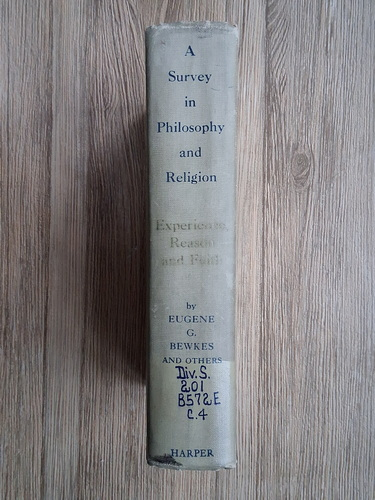 A
Survey
in
Philosophy
and
Religion
Experience,
Reason
and Faith
by
EUGENE
G.
BEWKES
AND OTHERS
Div.S.
201
B572E
C.4
HARPER